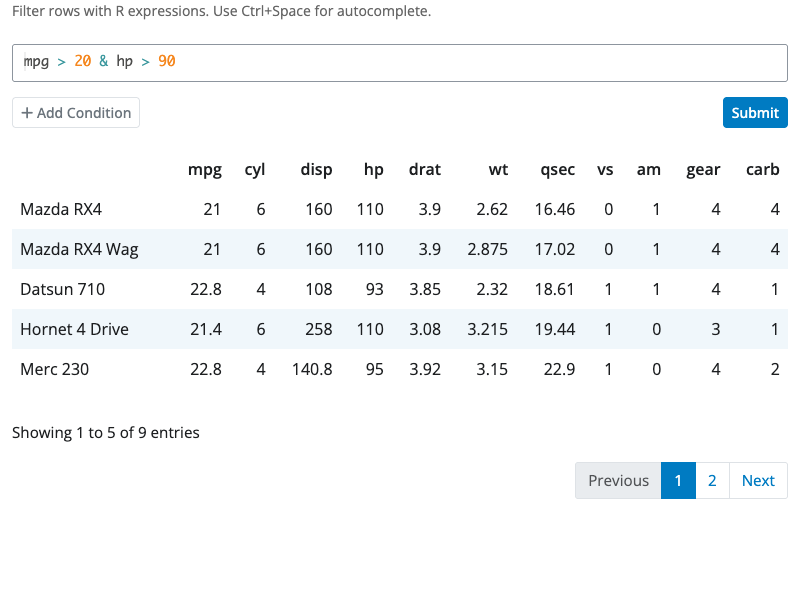 Filter rows with R expressions. Use Ctrl+Space for autocomplete.
mpg > 20 & hp > 90
+ Add Condition
Submit
mpg cyl disp hp drat wt qsec vs am gear carb
Mazda RX4 21 6 160 110 3.9 2.62 16.46 0 1 4 4
Mazda RX4 Wag 21 6 160 110 3.9 2.875 17.02 0 1 4 4
Datsun 710 22.8 4 108 93 3.85 2.32 18.61 1 1 4 1
Hornet 4 Drive 21.4 6 258 110 3.08 3.215 19.44 1 0 3 1
Merc 230 22.8 4 140.8 95 3.92 3.15 22.9 1 0 4 2
Showing 1 to 5 of 9 entries
Previous 1 2 Next